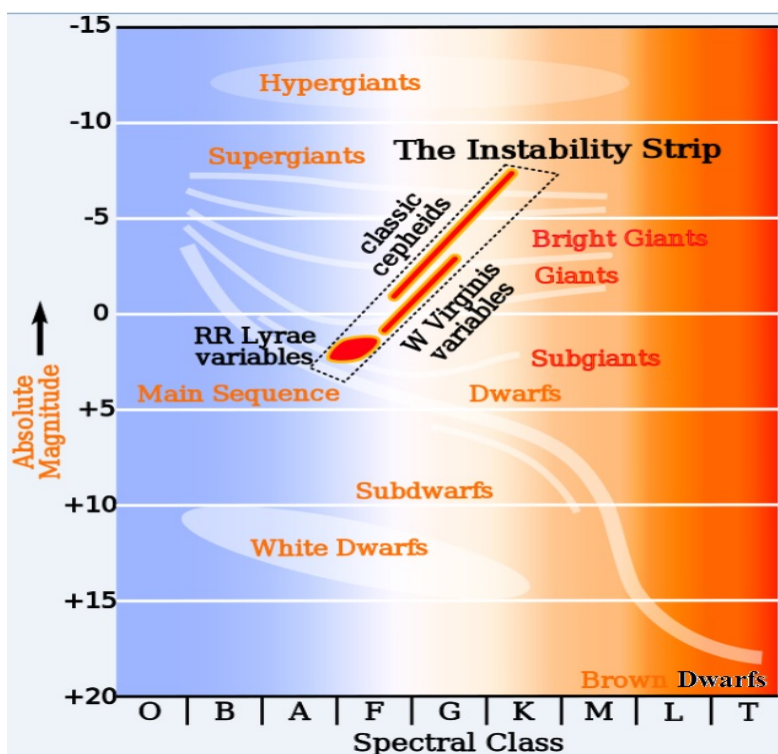 -15
Hypergiants
-10
Supergiants
The Instability Strip
classic
cepheids
-5
Bright Giants
Giants
0
W Virginis
variables
RR Lyrae
variables
Subgiants
Absolute
Magnitude
Main Sequence
Dwarfs
+5
Subdwarfs
+10
White Dwarfs
+15
Brown Dwarfs
+20
O | B | A | F | G | K | M | L | T
Spectral Class